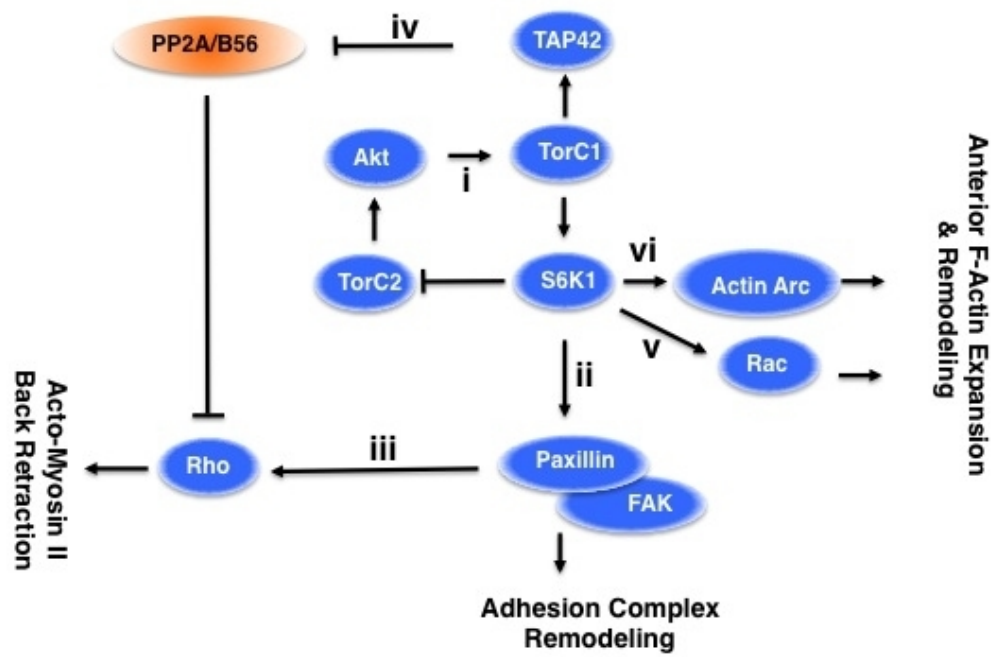 PP2A/B56
iv
TAP42
Akt
i
TorC1
TorC2
S6K1
vi
Actin Arc
v
Rac
ii
Anterior F-Actin Expansion
& Remodeling
Acto-Myosin II
Back Retraction
Rho
iii
Paxillin
FAK
Adhesion Complex
Remodeling